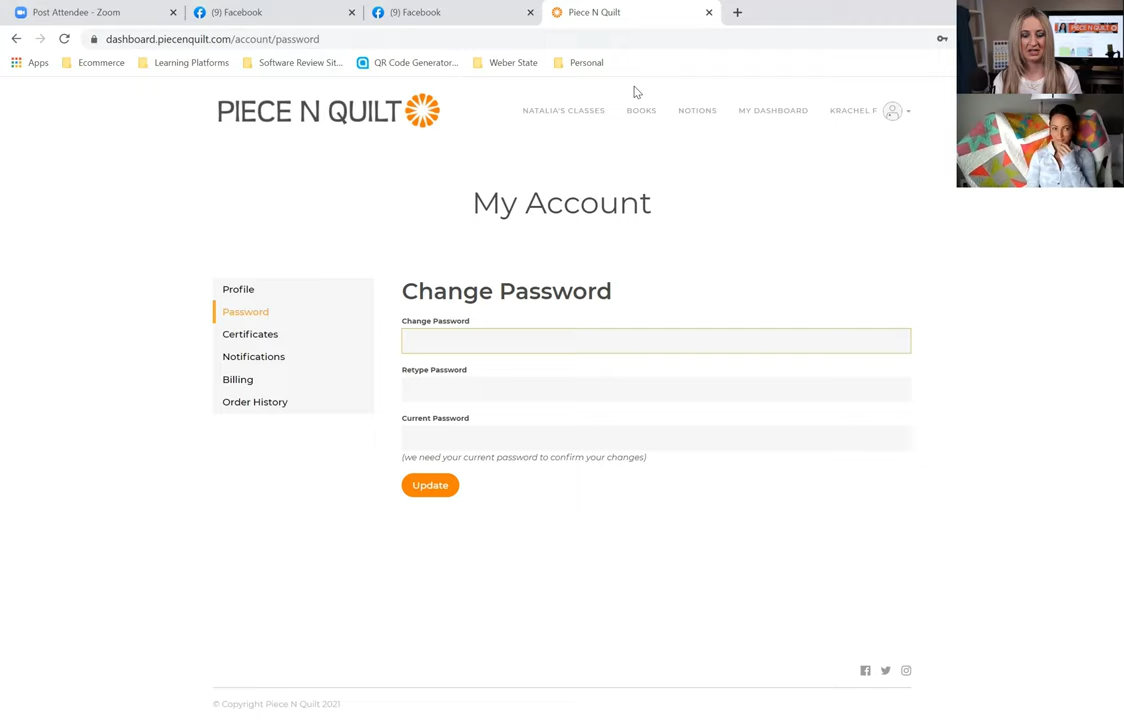 Post Attendee - Zoom
(9) Facebook
(9) Facebook
Piece N Quilt
dashboard.piecenquilt.com/account/password
Apps
Ecommerce
Learning Platforms
Software Review Sit...
QR Code Generator...
Weber State
Personal
PIECE N QUILT
NATALIA'S CLASSES
BOOKS
NOTIONS
MY DASHBOARD
KRACHEL F
My Account
Profile
Password
Certificates
Notifications
Billing
Order History
Change Password
Change Password
Retype Password
Current Password
(we need your current password to confirm your changes)
Update
© Copyright Piece N Quilt 2021